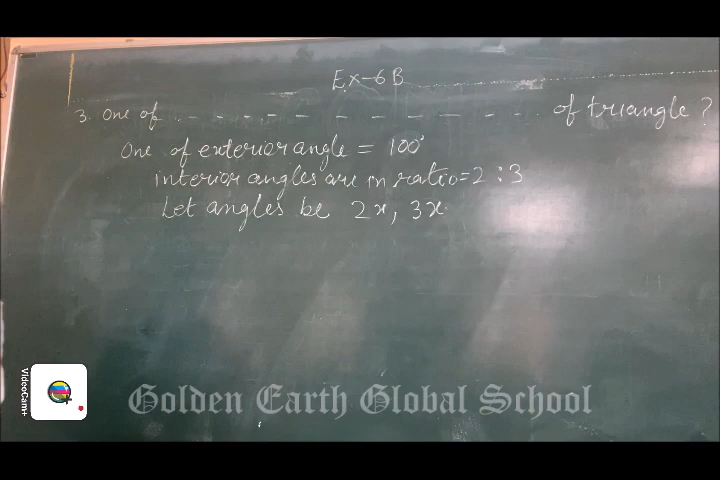 Ex-6B
3. One of - - - - - - - - - - - - of triangle ?
One of exterior angle = 100°
interior angles are in ratio = 2 : 3
Let angles be 2x, 3x
Golden Earth Global School
VideoCam+